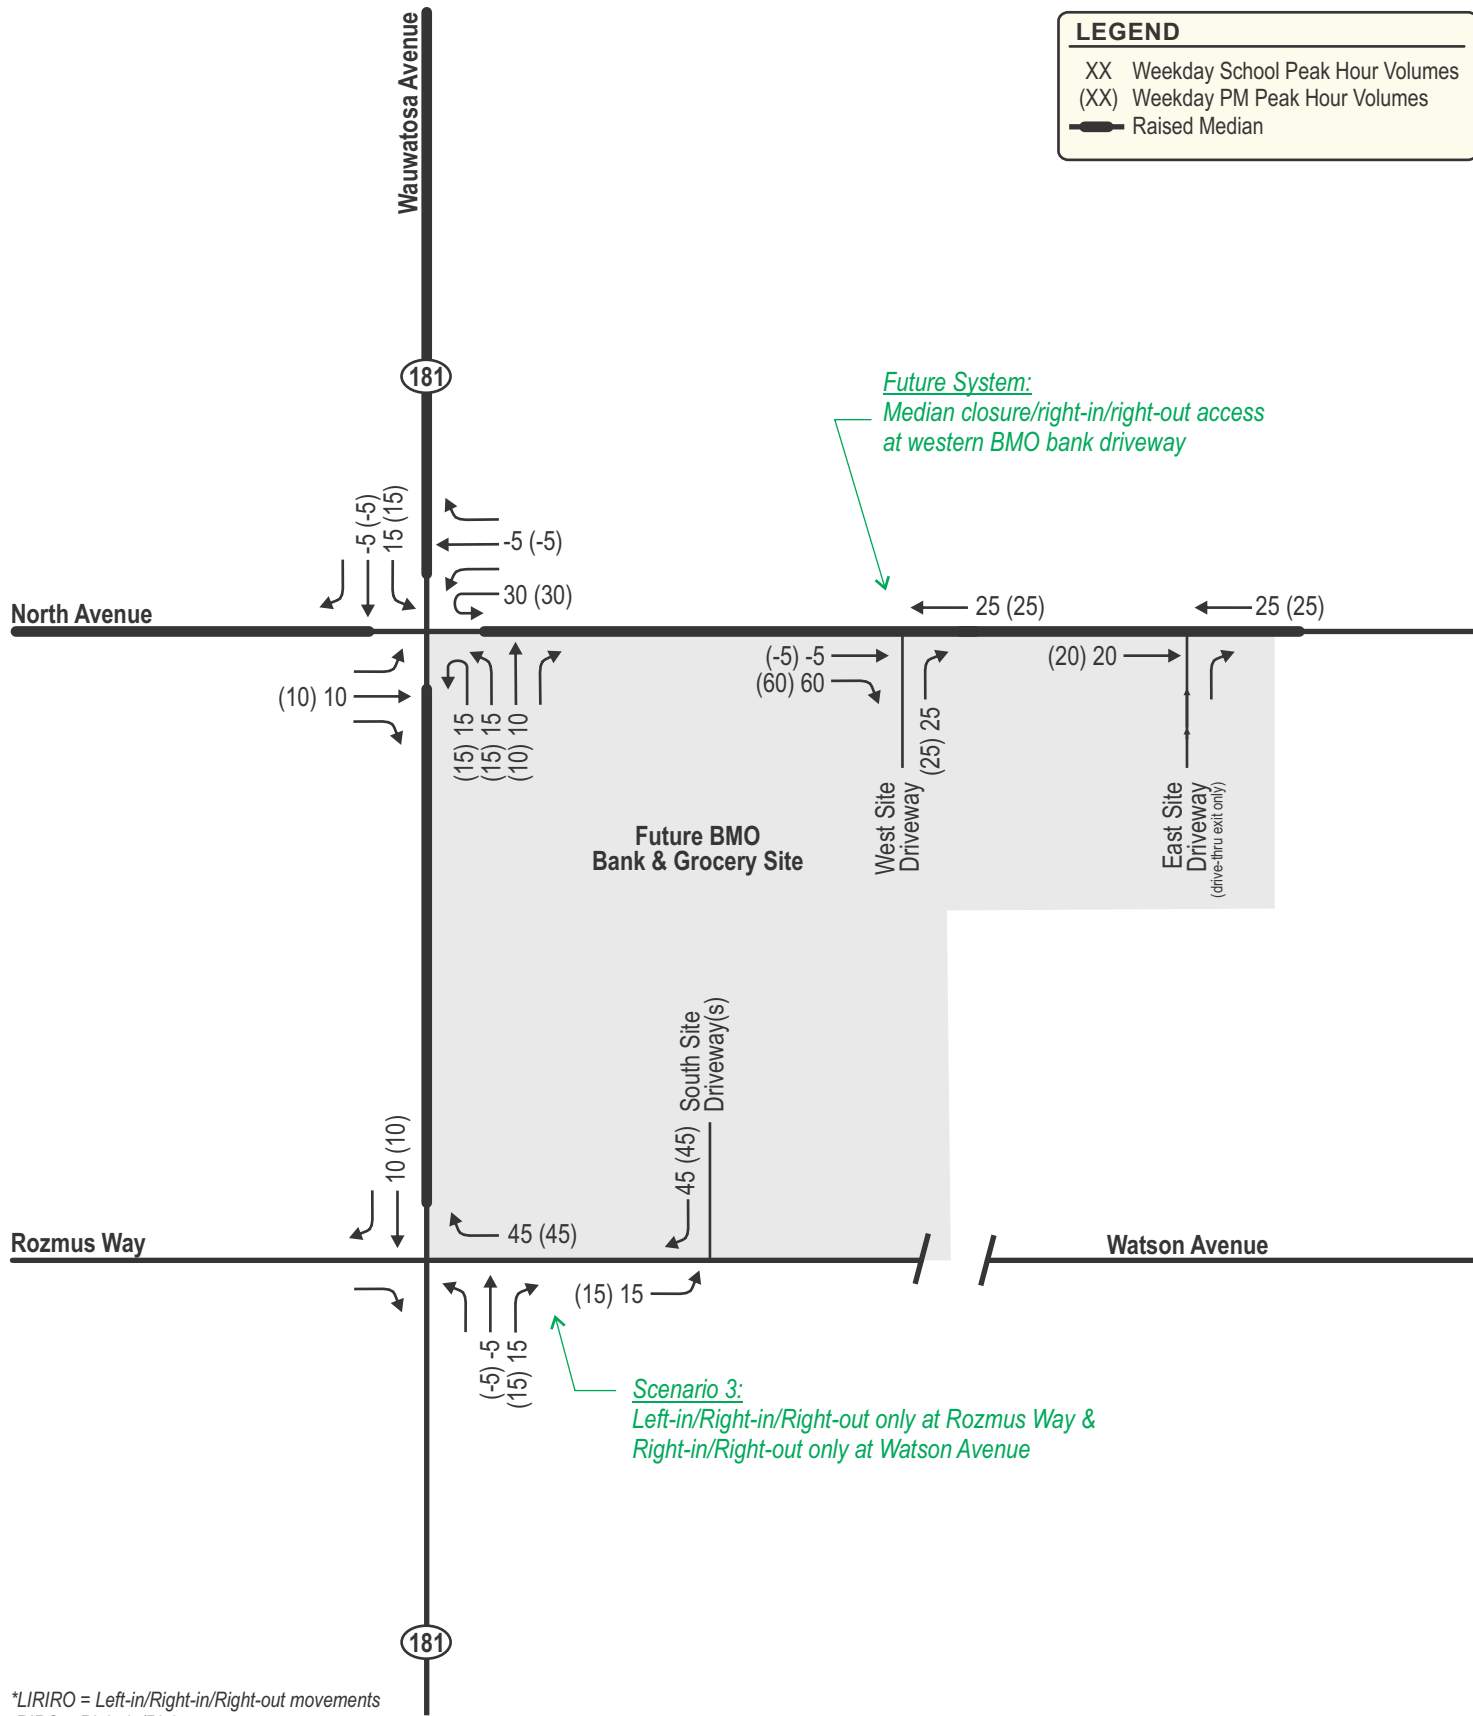 Wauwatosa Avenue
LEGEND
XX Weekday School Peak Hour Volumes
(XX) Weekday PM Peak Hour Volumes
Raised Median
181
Future System:
Median closure/right-in/right-out access
at western BMO bank driveway
-5 (-5)
15 (15)
-5 (-5)
30 (30)
North Avenue
25 (25)
25 (25)
(10) 10
(15) 15
(15) 15
(10) 10
(-5) -5
(60) 60
(25) 25
(20) 20
West Site
Driveway
East Site
Driveway
(drive-thru exit only)
Future BMO
Bank & Grocery Site
South Site
Driveway(s)
10 (10)
45 (45)
45 (45)
Rozmus Way
Watson Avenue
(-5) -5
(15) 15
(15) 15
Scenario 3:
Left-in/Right-in/Right-out only at Rozmus Way &
Right-in/Right-out only at Watson Avenue
181
*LIRIRO = Left-in/Right-in/Right-out movements